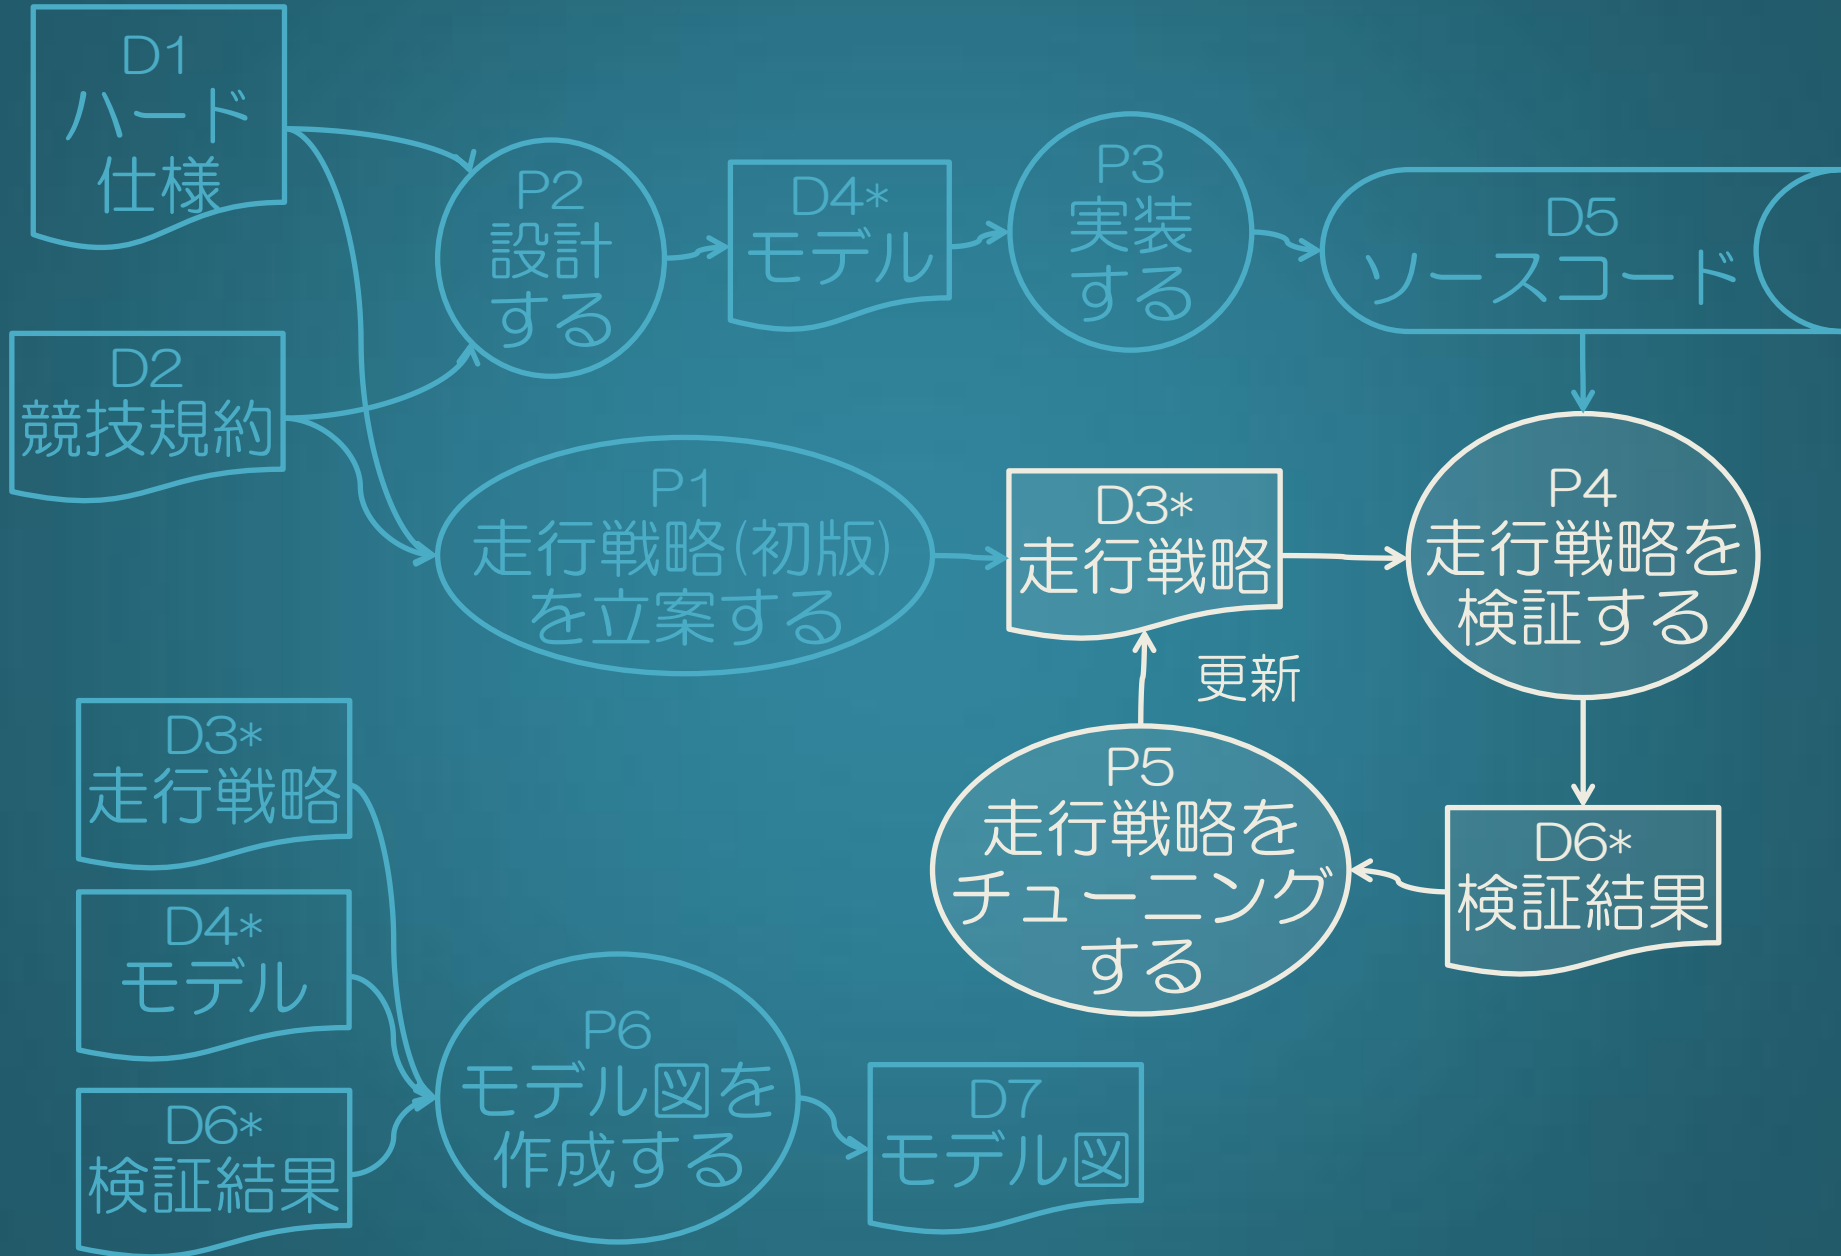 D1
ハード
仕様
P2
設計
する
D4*
モデル
P3
実装
する
D5
ソースコード
D2
競技規約
P1
走行戦略(初版)
を立案する
D3*
走行戦略
P4
走行戦略を
検証する
更新
P5
走行戦略を
チューニング
する
D6*
検証結果
D3*
走行戦略
D4*
モデル
D6*
検証結果
P6
モデル図を
作成する
D7
モデル図